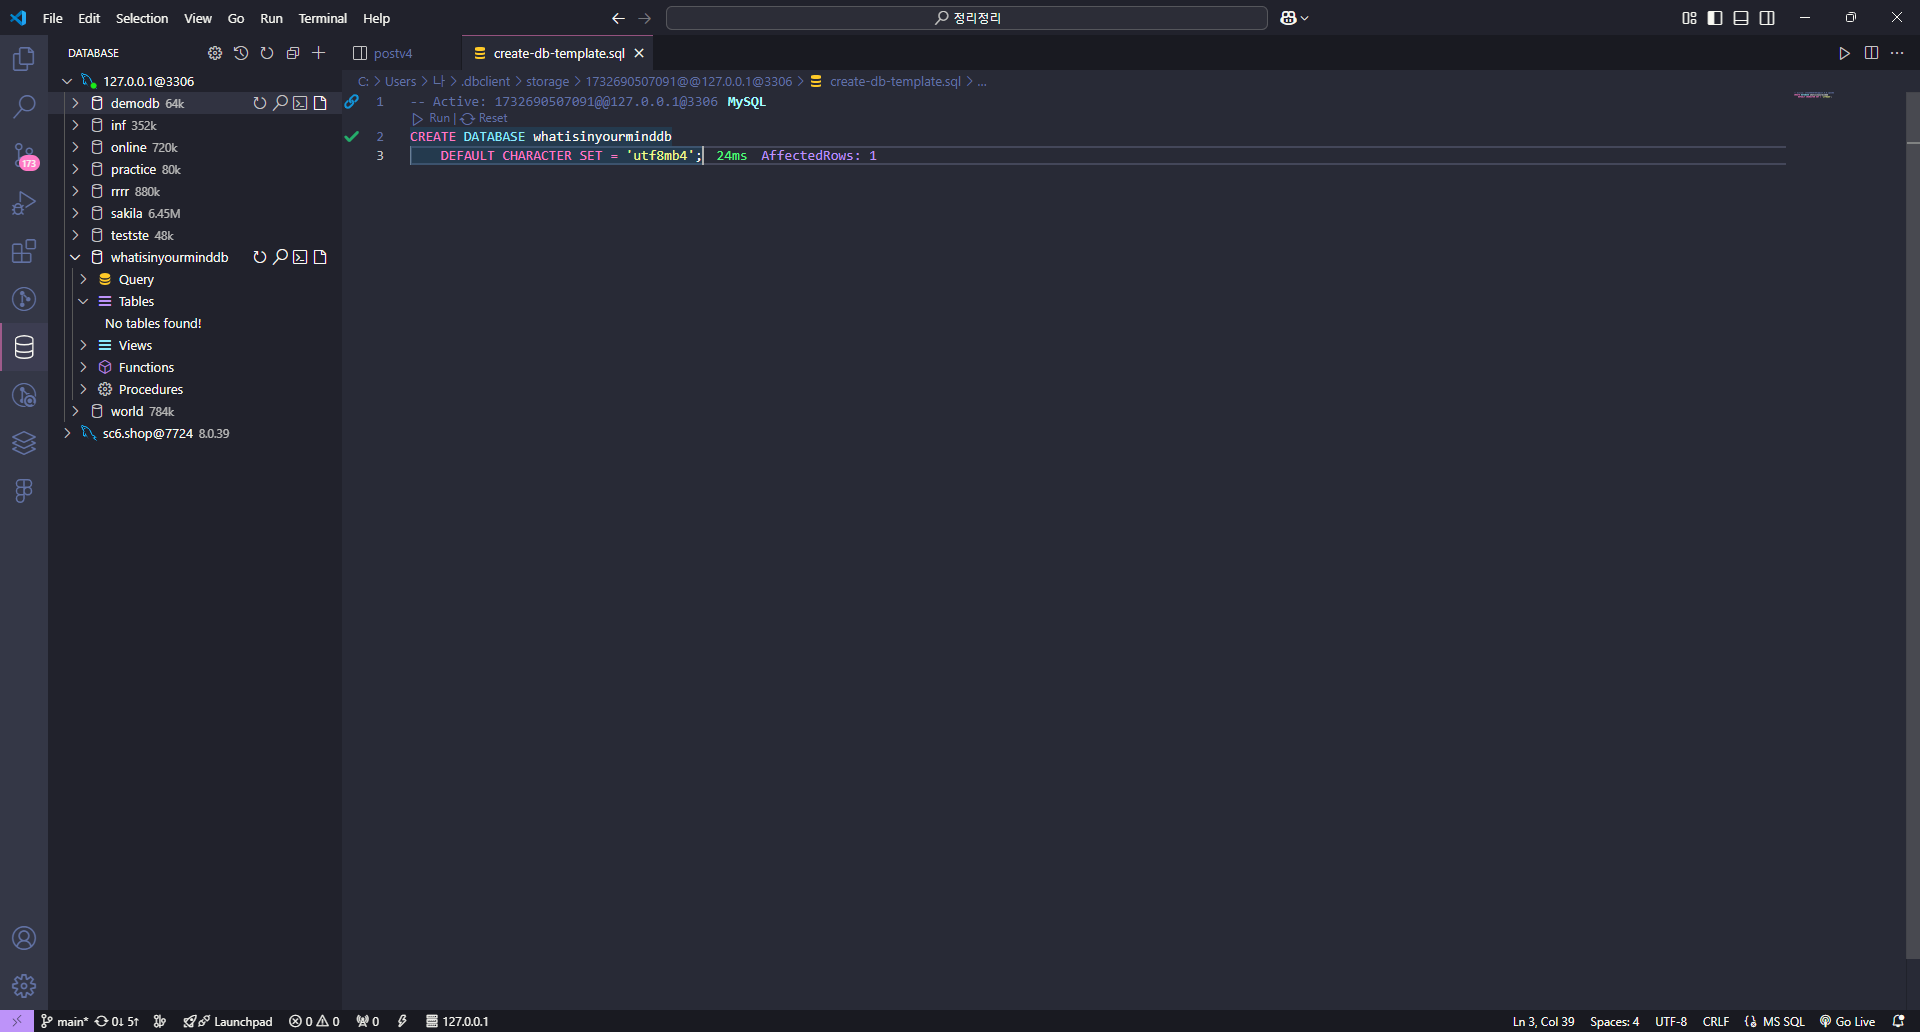 File Edit Selection View Go Run Terminal Help
정리정리
DATABASE
postv4
create-db-template.sql
127.0.0.1@3306
C: > Users > 나 > .dbclient > storage > 1732690507091@@127.0.0.1@3306 > create-db-template.sql > ...
demodb 64k
inf 352k
online 720k
practice 80k
rrrr 880k
sakila 6.45M
testste 48k
whatisinyourminddb
Query
Tables
No tables found!
Views
Functions
Procedures
world 784k
sc6.shop@7724 8.0.39
173
1 -- Active: 1732690507091@@127.0.0.1@3306 MySQL
Run | Reset
2 CREATE DATABASE whatisinyourminddb
3 DEFAULT CHARACTER SET = 'utf8mb4'; 24ms AffectedRows: 1
main* 0↓ 5↑ Launchpad 0 0 0 127.0.0.1
Ln 3, Col 39 Spaces: 4 UTF-8 CRLF MS SQL Go Live